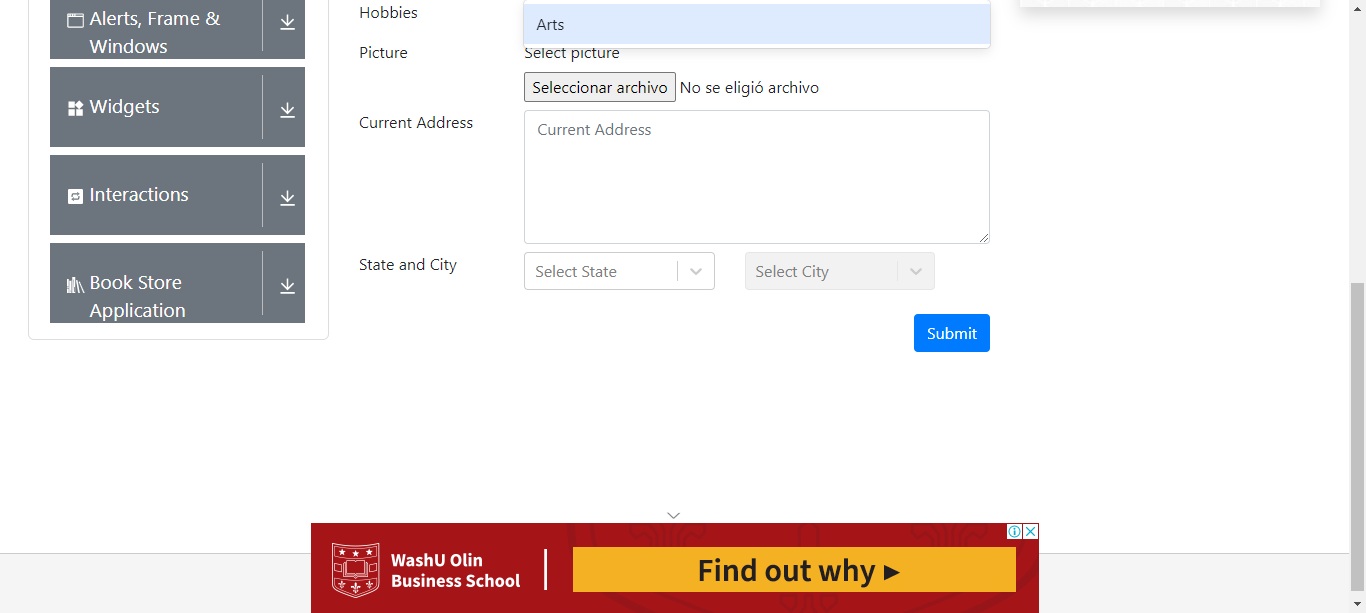 Alerts, Frame &
Windows
Widgets
Interactions
Book Store
Application
Hobbies
Arts
Picture
Select picture
Seleccionar archivo No se eligió archivo
Current Address
Current Address
State and City
Select State
Select City
Submit
WashU Olin
Business School
Find out why ►